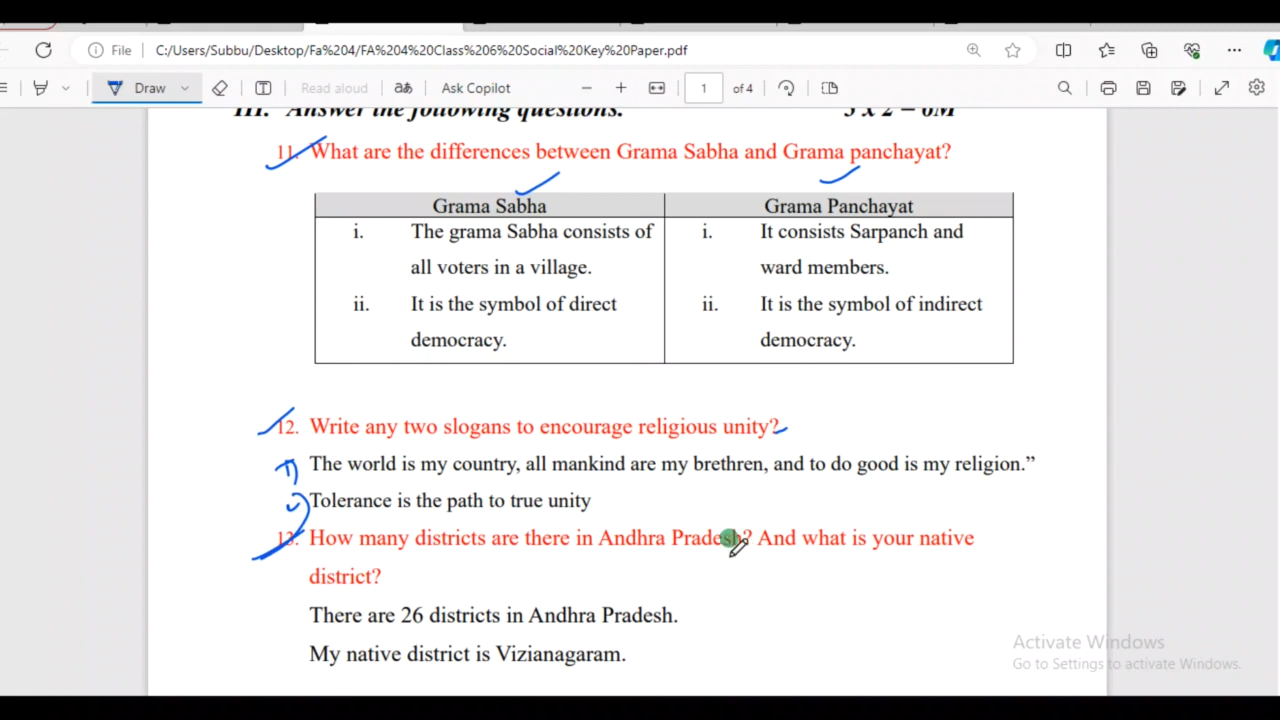 File C:/Users/Subbu/Desktop/Fa%204/FA%204%20Class%206%20Social%20Key%20Paper.pdf
Draw Read aloud aあ Ask Copilot 1 of 4
III. Answer the following questions. 3 x 2 = 6M
11. What are the differences between Grama Sabha and Grama panchayat?
Grama Sabha Grama Panchayat
i. The grama Sabha consists of i. It consists Sarpanch and
all voters in a village. ward members.
ii. It is the symbol of direct ii. It is the symbol of indirect
democracy. democracy.
12. Write any two slogans to encourage religious unity?
The world is my country, all mankind are my brethren, and to do good is my religion.”
Tolerance is the path to true unity
13. How many districts are there in Andhra Pradesh? And what is your native
district?
There are 26 districts in Andhra Pradesh.
My native district is Vizianagaram.
Activate Windows
Go to Settings to activate Windows.